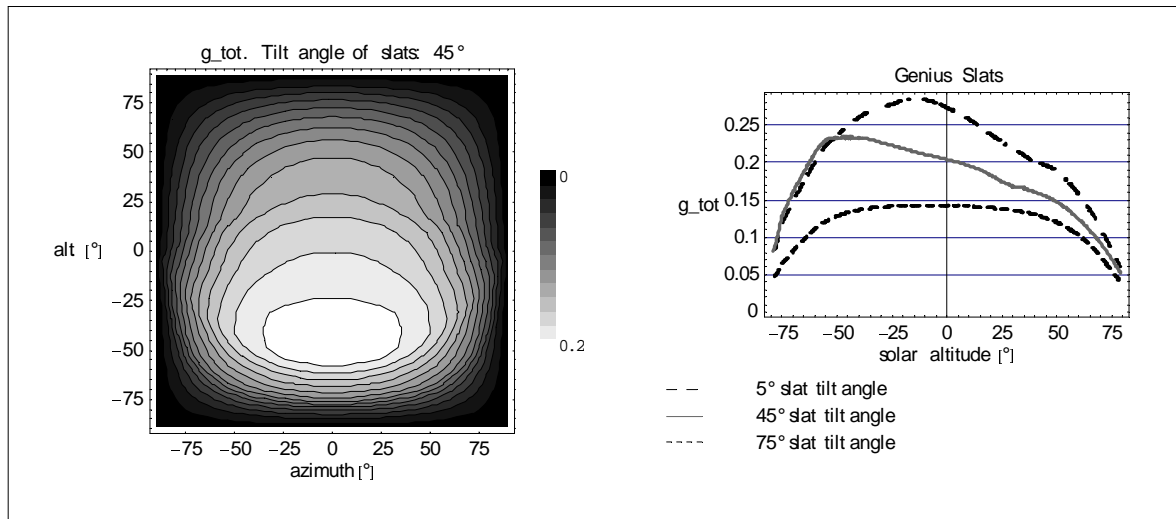 g_tot. Tilt angle of slats: 45°
75
50
25
0
−25
−50
−75
alt [°]
−75 −50 −25 0 25 50 75
azimuth [°]
0
0.2
Genius Slats
0.25
0.2
0.15
0.1
0.05
0
g_tot
−75 −50 −25 0 25 50 75
solar altitude [°]
5° slat tilt angle
45° slat tilt angle
75° slat tilt angle